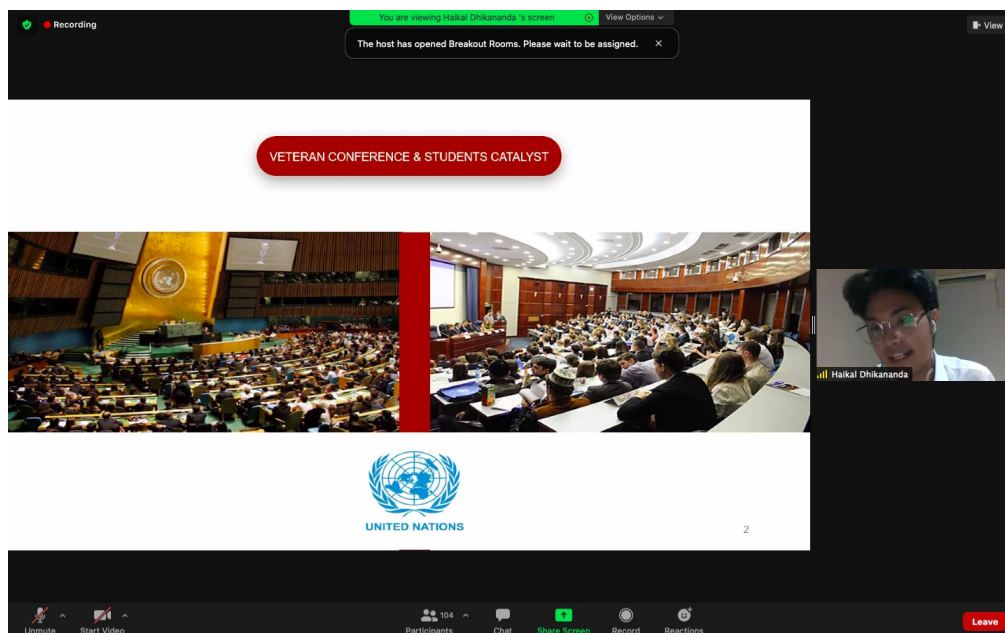 Recording
You are viewing Haikal Dhikananda 's screen
View Options
View
The host has opened Breakout Rooms. Please wait to be assigned.
VETERAN CONFERENCE & STUDENTS CATALYST
Haikal Dhikananda
UNITED NATIONS
2
Unmute
Start Video
104
Participants
Chat
Share Screen
Record
Reactions
Leave